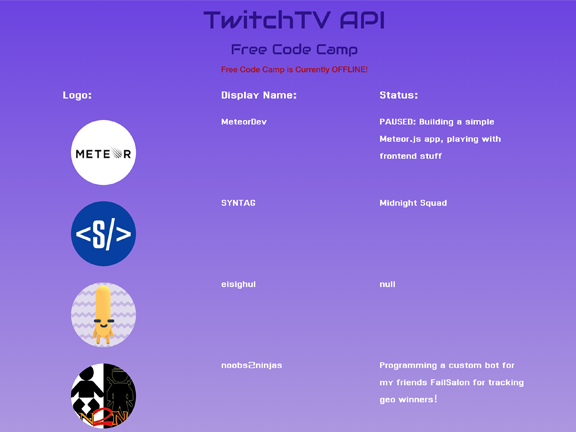 TwitchTV API
Free Code Camp
Free Code Camp is Currently OFFLINE!
Logo: Display Name: Status:
METEOR
MeteorDev
PAUSED: Building a simple
Meteor.js app, playing with
frontend stuff
<S/>
SYNTAG
Midnight Squad
eisighul
null
N2N
noobs2ninjas
Programming a custom bot for
my friends FailSalon for tracking
geo winners!